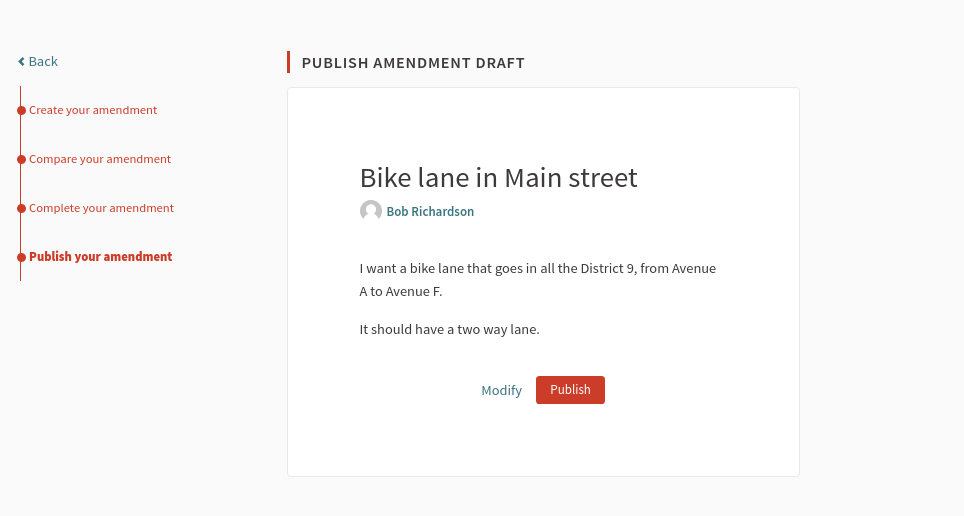 Back
Create your amendment
Compare your amendment
Complete your amendment
Publish your amendment
PUBLISH AMENDMENT DRAFT
Bike lane in Main street
Bob Richardson
I want a bike lane that goes in all the District 9, from Avenue
A to Avenue F.
It should have a two way lane.
Modify Publish